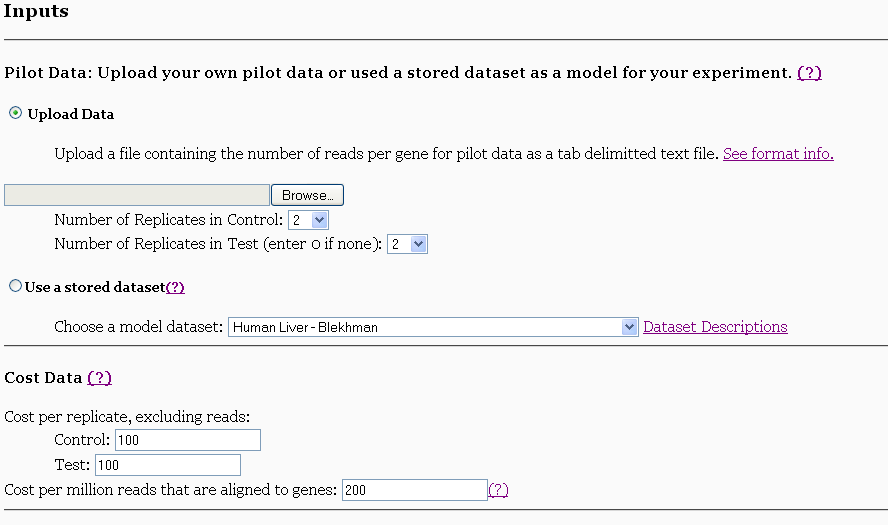 Inputs
Pilot Data: Upload your own pilot data or used a stored dataset as a model for your experiment. (?)
Upload Data
Upload a file containing the number of reads per gene for pilot data as a tab delimitted text file. See format info.
Browse...
Number of Replicates in Control: 2
Number of Replicates in Test (enter 0 if none): 2
Use a stored dataset(?)
Choose a model dataset: Human Liver - Blekhman Dataset Descriptions
Cost Data (?)
Cost per replicate, excluding reads:
Control: 100
Test: 100
Cost per million reads that are aligned to genes: 200 (?)